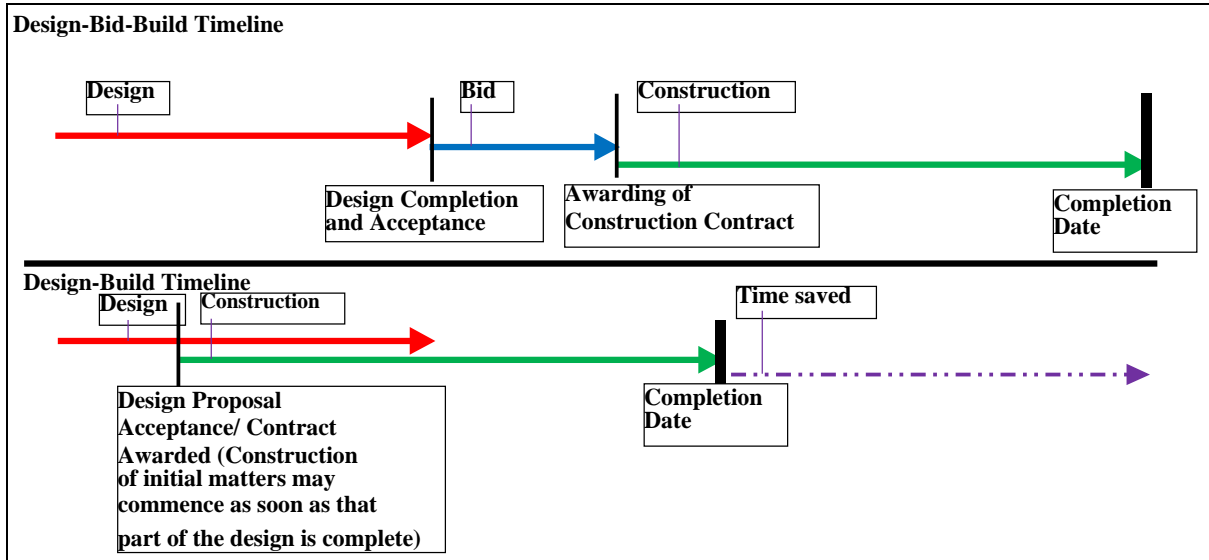 Design-Bid-Build Timeline
Design
Bid
Construction
Design Completion
and Acceptance
Awarding of
Construction Contract
Completion
Date
Design-Build Timeline
Design
Construction
Time saved
Design Proposal
Acceptance/ Contract
Awarded (Construction
of initial matters may
commence as soon as that
part of the design is complete)
Completion
Date